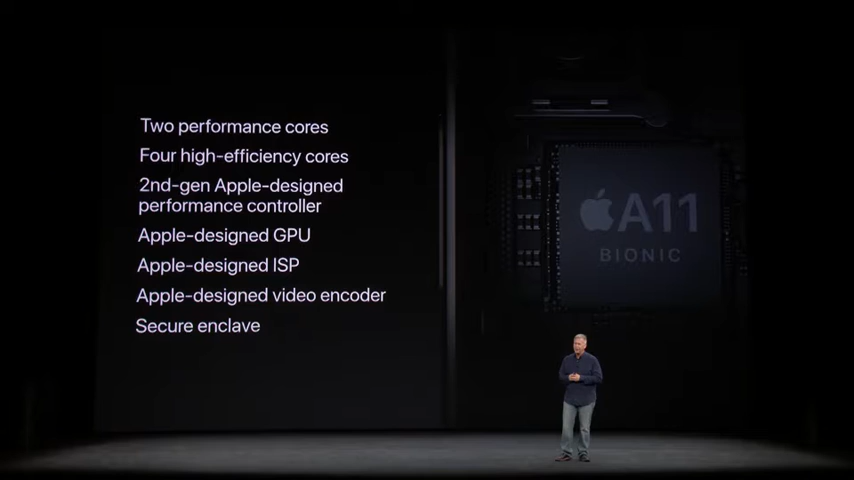 Two performance cores
Four high-efficiency cores
2nd-gen Apple-designed
performance controller
Apple-designed GPU
Apple-designed ISP
Apple-designed video encoder
Secure enclave
A11
BIONIC